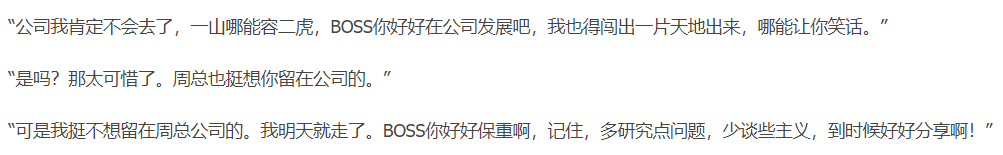 “公司我肯定不会去了，一山哪能容二虎，BOSS你好好在公司发展吧，我也得闯出一片天地出来，哪能让你笑话。”
“是吗？那太可惜了。周总也挺想你留在公司的。”
“可是我挺不想留在周总公司的。我明天就走了。BOSS你好好保重啊，记住，多研究点问题，少谈些主义，到时候好好分享啊！”